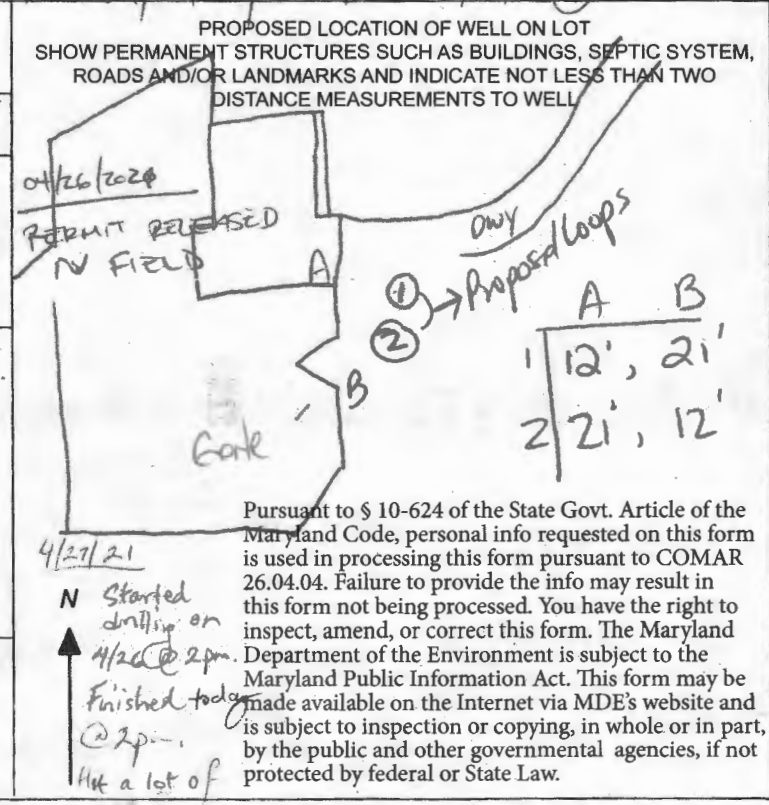 PROPOSED LOCATION OF WELL ON LOT
SHOW PERMANENT STRUCTURES SUCH AS BUILDINGS, SEPTIC SYSTEM,
ROADS AND/OR LANDMARKS AND INDICATE NOT LESS THAN TWO
DISTANCE MEASUREMENTS TO WELL
PERMIT RELEASED
IN FIELD
A
DWY
① → Proposed Loops
②
A B
1 12', 21'
2 21', 12'
B
4/27/21
N
Started
drilling on
4/26 @ 2pm.
Finished today
@ 2pm.
Hit a lot of
Pursuant to § 10-624 of the State Govt. Article of the
Maryland Code, personal info requested on this form
is used in processing this form pursuant to COMAR
26.04.04. Failure to provide the info may result in
this form not being processed. You have the right to
inspect, amend, or correct this form. The Maryland
Department of the Environment is subject to the
Maryland Public Information Act. This form may be
made available on the Internet via MDE's website and
is subject to inspection or copying, in whole or in part,
by the public and other governmental agencies, if not
protected by federal or State Law.